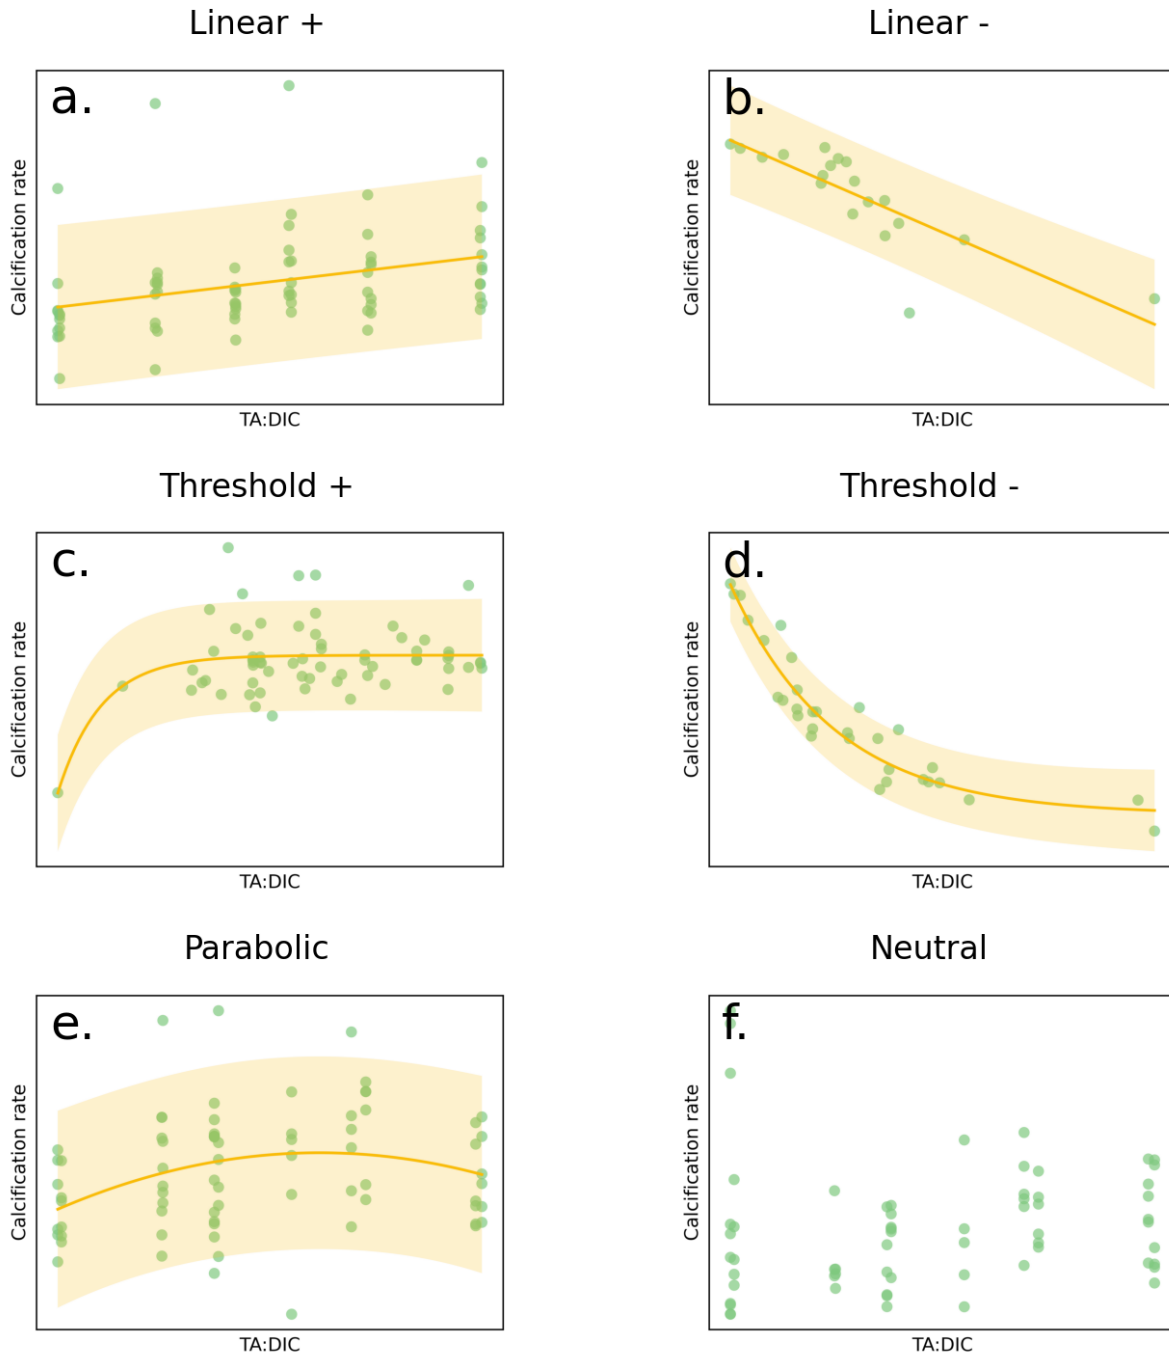 Linear +
Linear -
a.
b.
Calcification rate
Calcification rate
TA:DIC
TA:DIC
Threshold +
Threshold -
c.
d.
Calcification rate
Calcification rate
TA:DIC
TA:DIC
Parabolic
Neutral
e.
f.
Calcification rate
Calcification rate
TA:DIC
TA:DIC